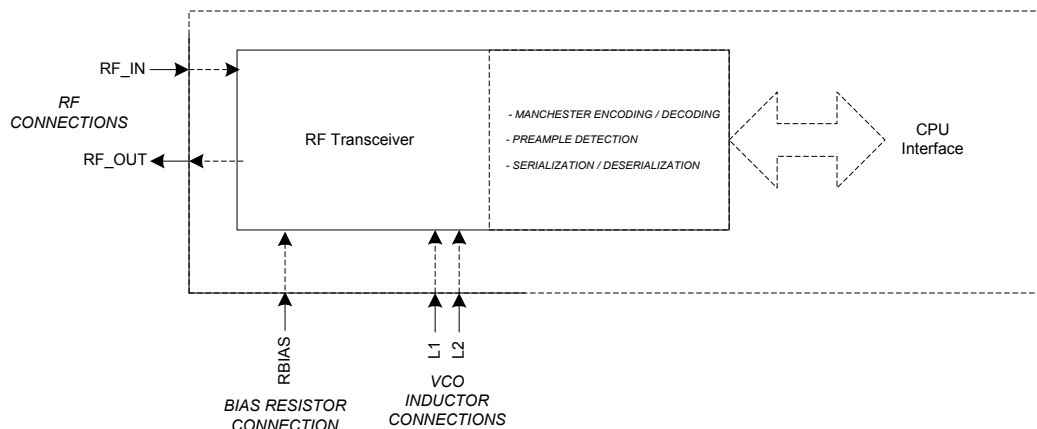 RF_IN
RF
CONNECTIONS
RF_OUT
RF Transceiver
- MANCHESTER ENCODING / DECODING
- PREAMPLE DETECTION
- SERIALIZATION / DESERIALIZATION
CPU
Interface
RBIAS
L1
L2
BIAS RESISTOR
CONNECTION
VCO
INDUCTOR
CONNECTIONS